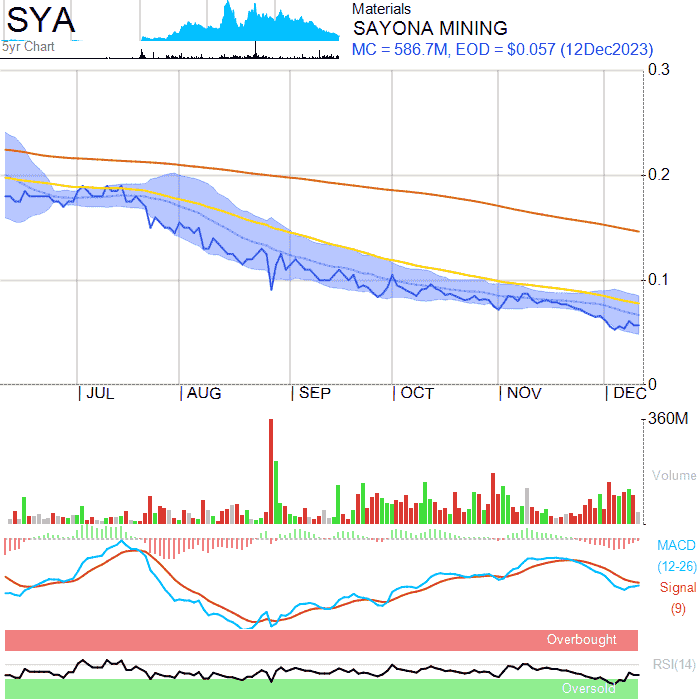 SYA
5yr Chart
Materials
SAYONA MINING
MC = 586.7M, EOD = $0.057 (12Dec2023)
0.3
0.2
0.1
0
JUL AUG SEP OCT NOV DEC
360M
Volume
MACD
(12-26)
Signal
(9)
Overbought
RSI(14)
Oversold